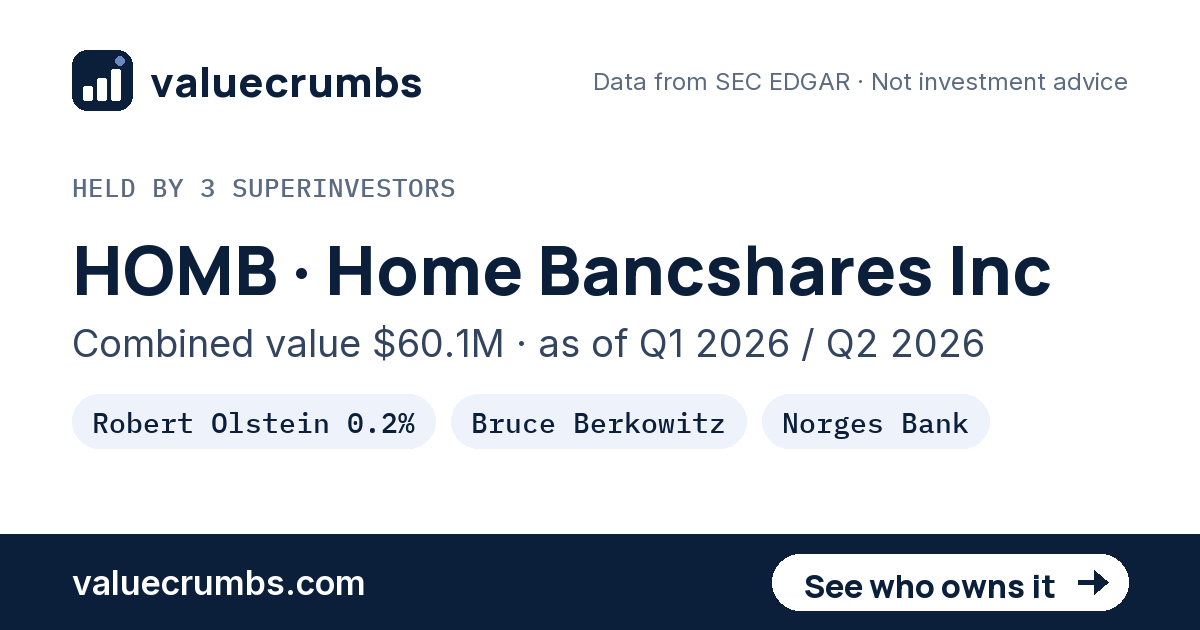 valuecrumbs
Data from SEC EDGAR · Not investment advice
HELD BY 3 SUPERINVESTORS
HOMB · Home Bancshares Inc
Combined value $60.1M · as of Q1 2026 / Q2 2026
Robert Olstein 0.2%
Bruce Berkowitz
Norges Bank
valuecrumbs.com
See who owns it →